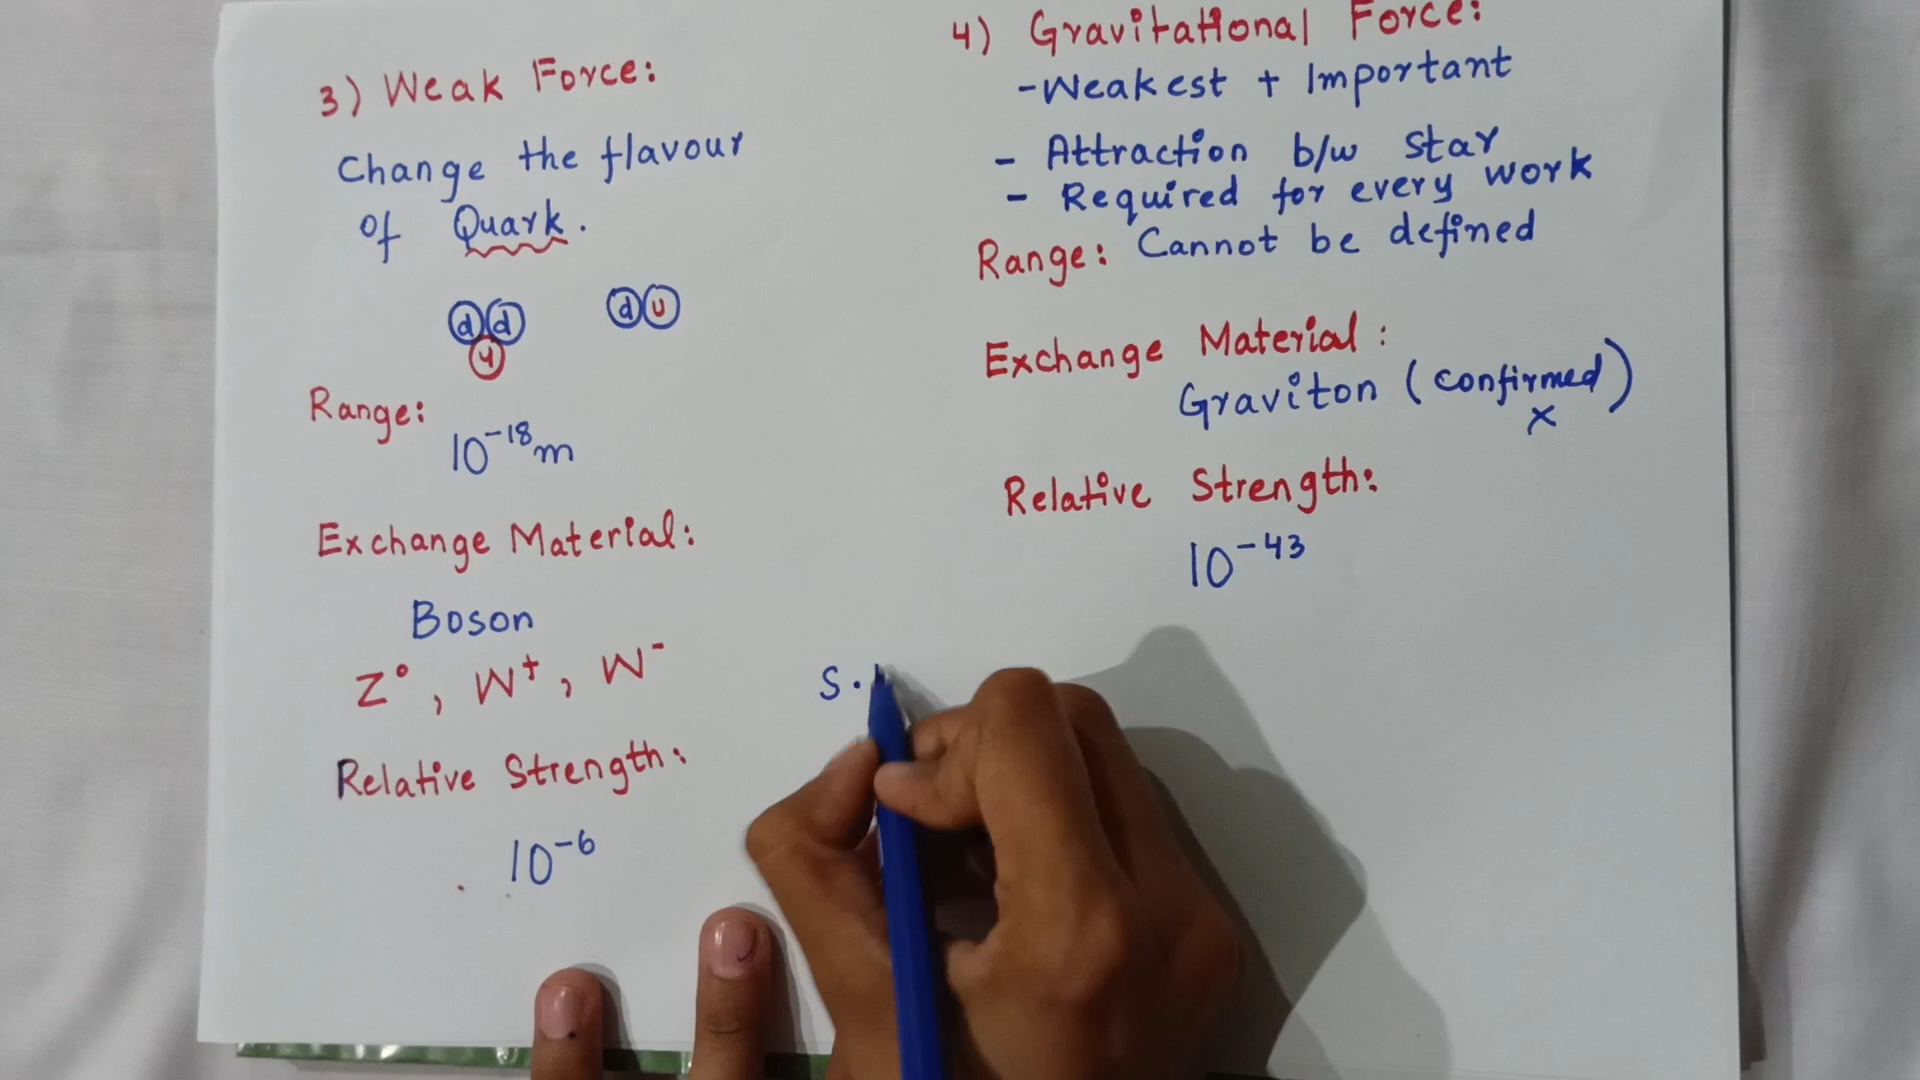 3) Weak Force:
Change the flavour
of Quark.
d d d u
u
Range:
10⁻¹⁸m
Exchange Material:
Boson
Z°, W⁺, W⁻
Relative Strength:
10⁻⁶
4) Gravitational Force:
-Weakest + Important
- Attraction b/w star
- Required for every work
Range: Cannot be defined
Exchange Material:
Graviton (confirmed)
x
Relative Strength:
10⁻⁴³
S.